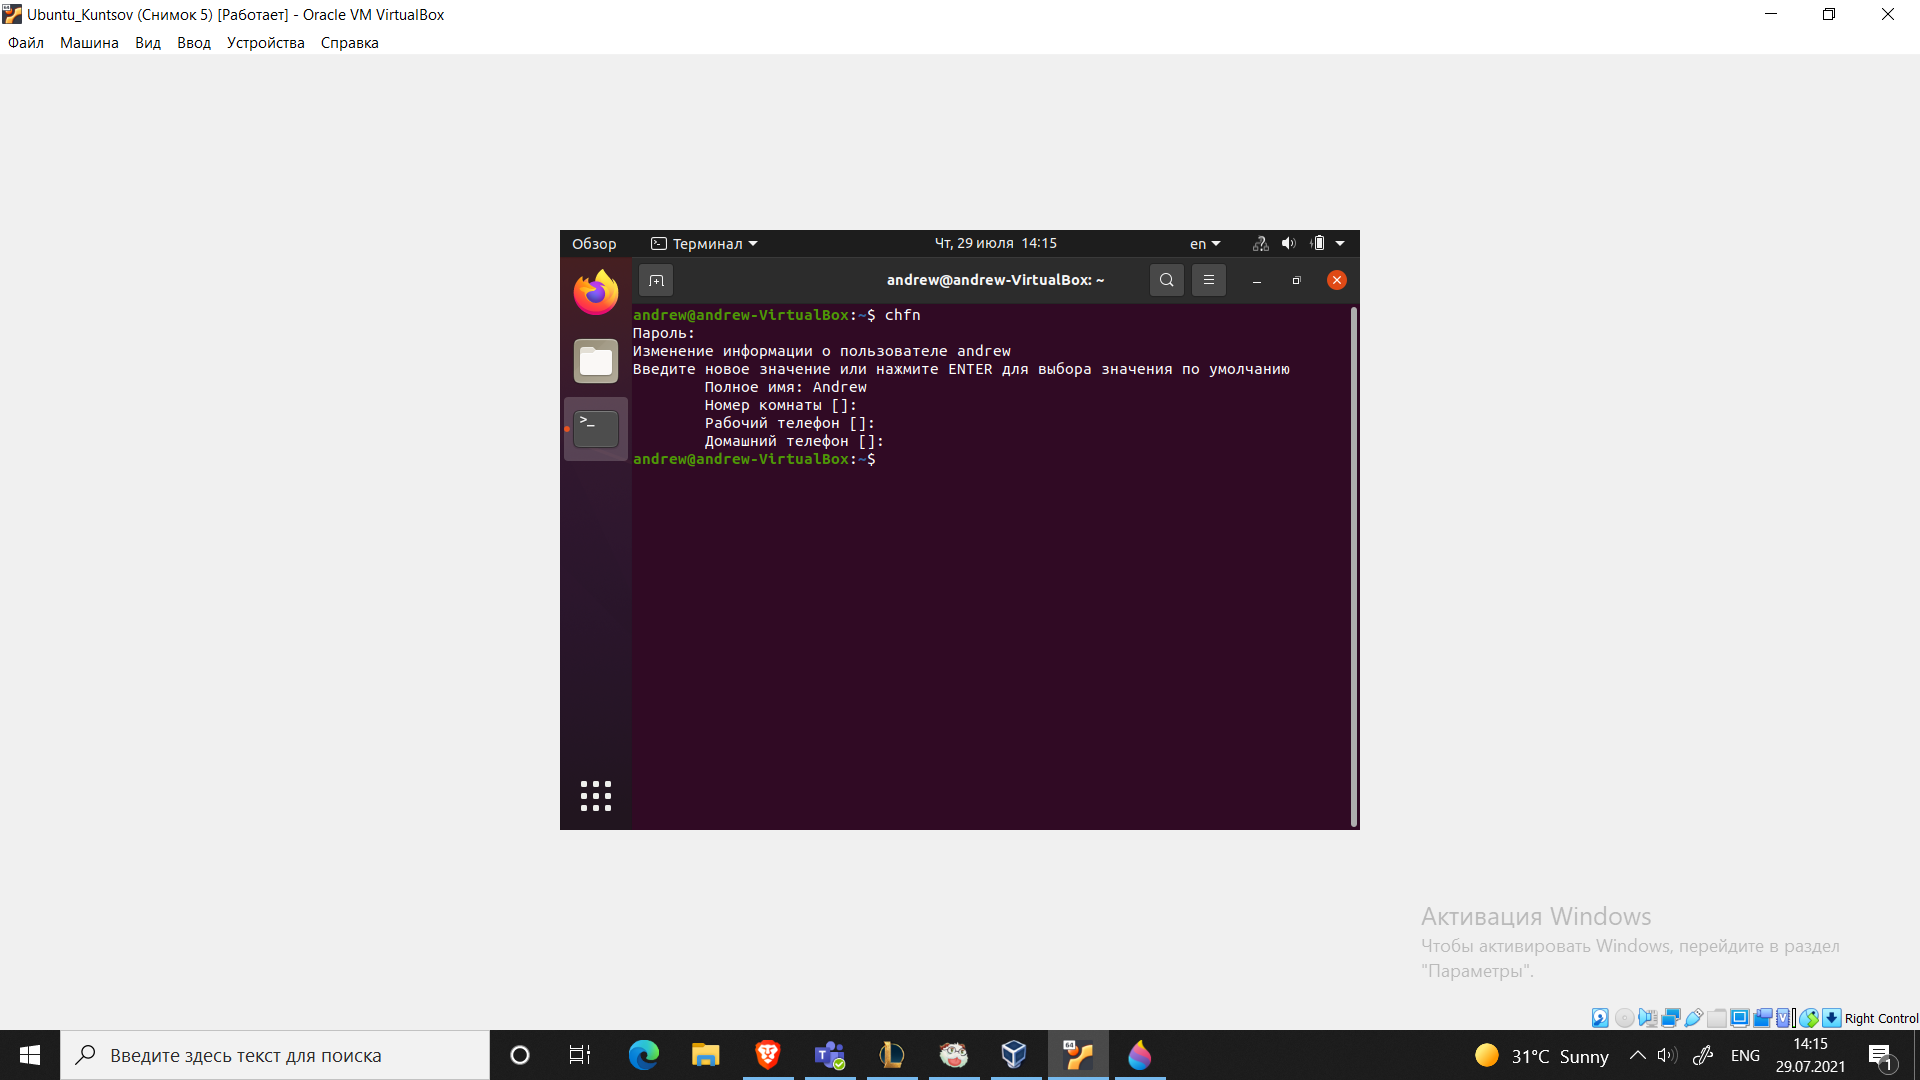 Ubuntu_Kuntsov (Снимок 5) [Работает] - Oracle VM VirtualBox
Файл Машина Вид Ввод Устройства Справка
Обзор Терминал Чт, 29 июля 14:15 en
andrew@andrew-VirtualBox: ~
andrew@andrew-VirtualBox:~$ chfn
Пароль:
Изменение информации о пользователе andrew
Введите новое значение или нажмите ENTER для выбора значения по умолчанию
Полное имя: Andrew
Номер комнаты []:
Рабочий телефон []:
Домашний телефон []:
andrew@andrew-VirtualBox:~$
Активация Windows
Чтобы активировать Windows, перейдите в раздел
"Параметры".
Right Control
Введите здесь текст для поиска
64
31°C Sunny
ENG
14:15
29.07.2021
1